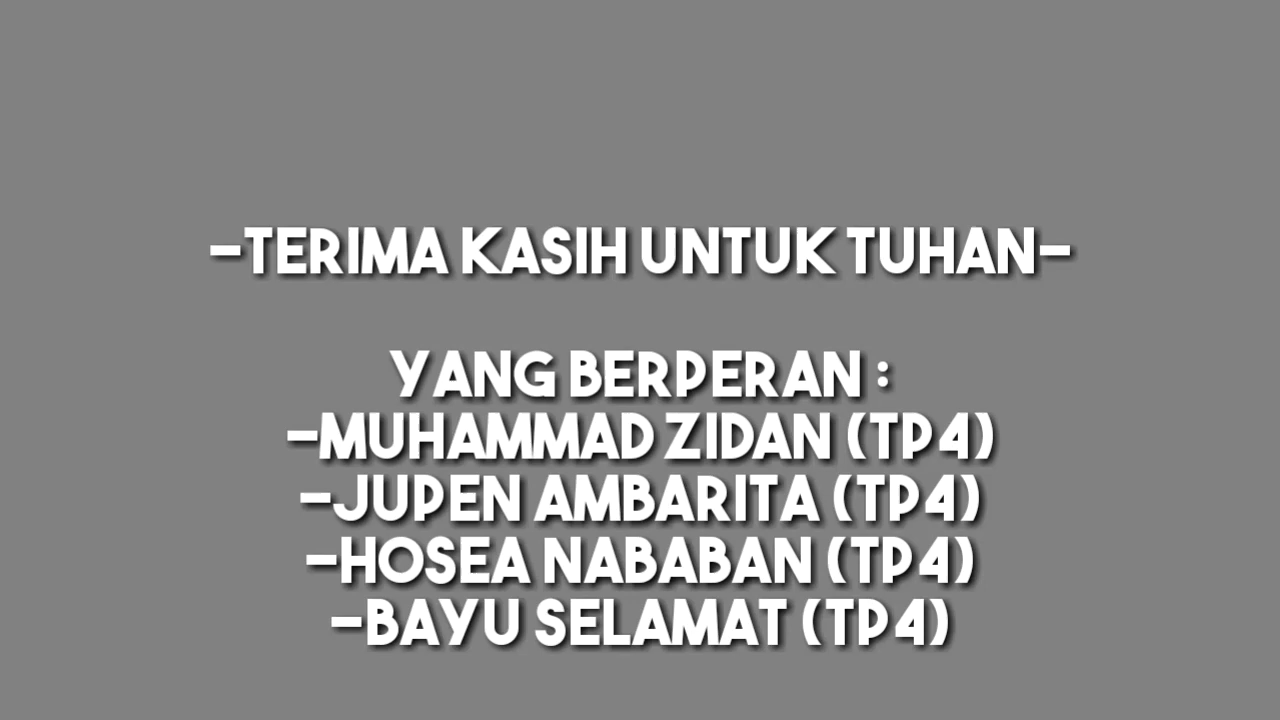 -TERIMA KASIH UNTUK TUHAN-
YANG BERPERAN :
-MUHAMMAD ZIDAN (TP4)
-JUPEN AMBARITA (TP4)
-HOSEA NABABAN (TP4)
-BAYU SELAMAT (TP4)